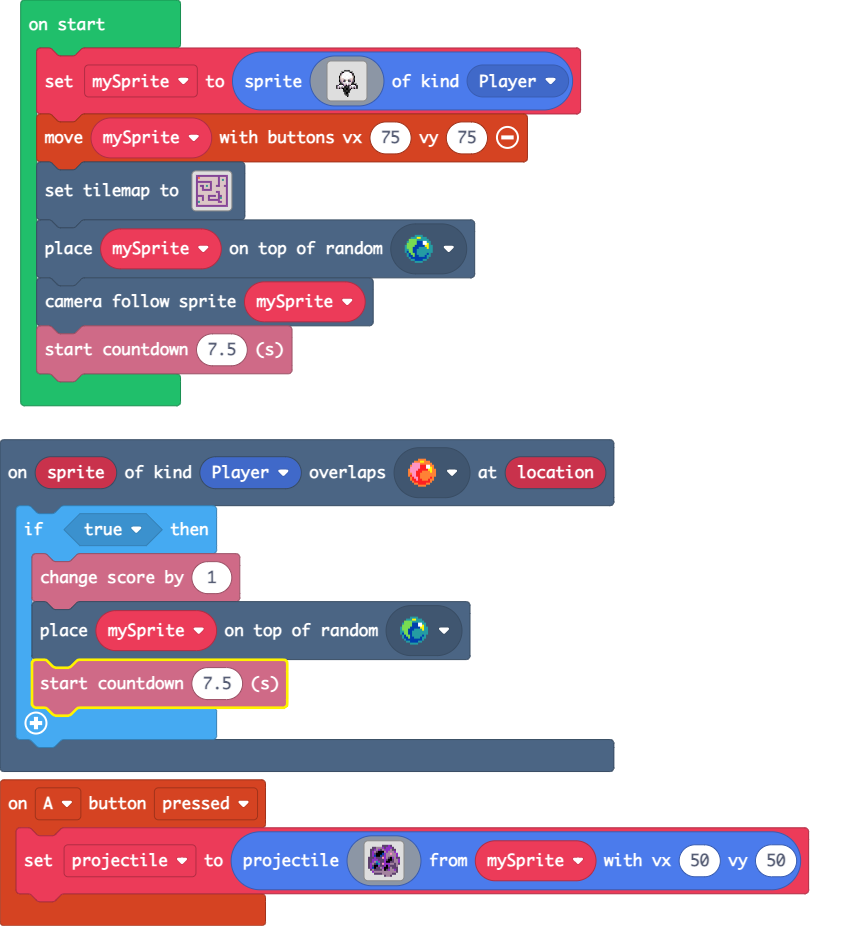 on start
set mySprite to sprite of kind Player
move mySprite with buttons vx 75 vy 75
set tilemap to
place mySprite on top of random
camera follow sprite mySprite
start countdown 7.5 (s)
on sprite of kind Player overlaps at location
if true then
change score by 1
place mySprite on top of random
start countdown 7.5 (s)
on A button pressed
set projectile to projectile from mySprite with vx 50 vy 50